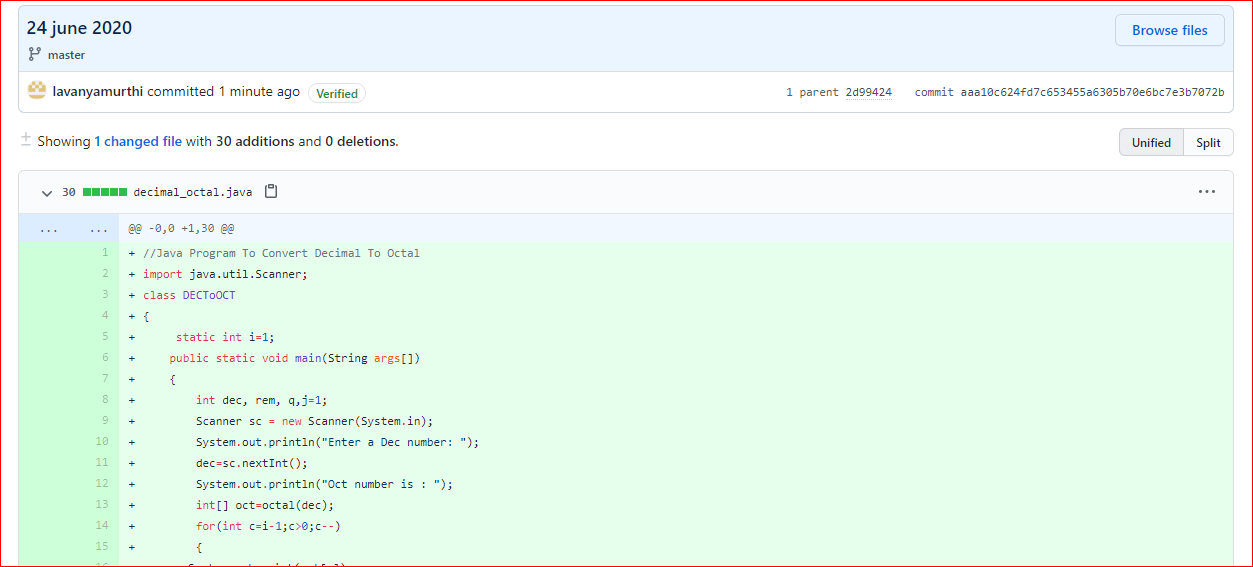 24 june 2020
Browse files
master
lavanyamurthi committed 1 minute ago Verified
1 parent 2d99424 commit aaa10c624fd7c653455a6305b70e6bc7e3b7072b
± Showing 1 changed file with 30 additions and 0 deletions.
Unified Split
30 decimal_octal.java ...
... ... @@ -0,0 +1,30 @@
1 + //Java Program To Convert Decimal To Octal
2 + import java.util.Scanner;
3 + class DECToOCT
4 + {
5 + static int i=1;
6 + public static void main(String args[])
7 + {
8 + int dec, rem, q,j=1;
9 + Scanner sc = new Scanner(System.in);
10 + System.out.println("Enter a Dec number: ");
11 + dec=sc.nextInt();
12 + System.out.println("Oct number is : ");
13 + int[] oct=octal(dec);
14 + for(int c=i-1;c>0;c--)
15 + {